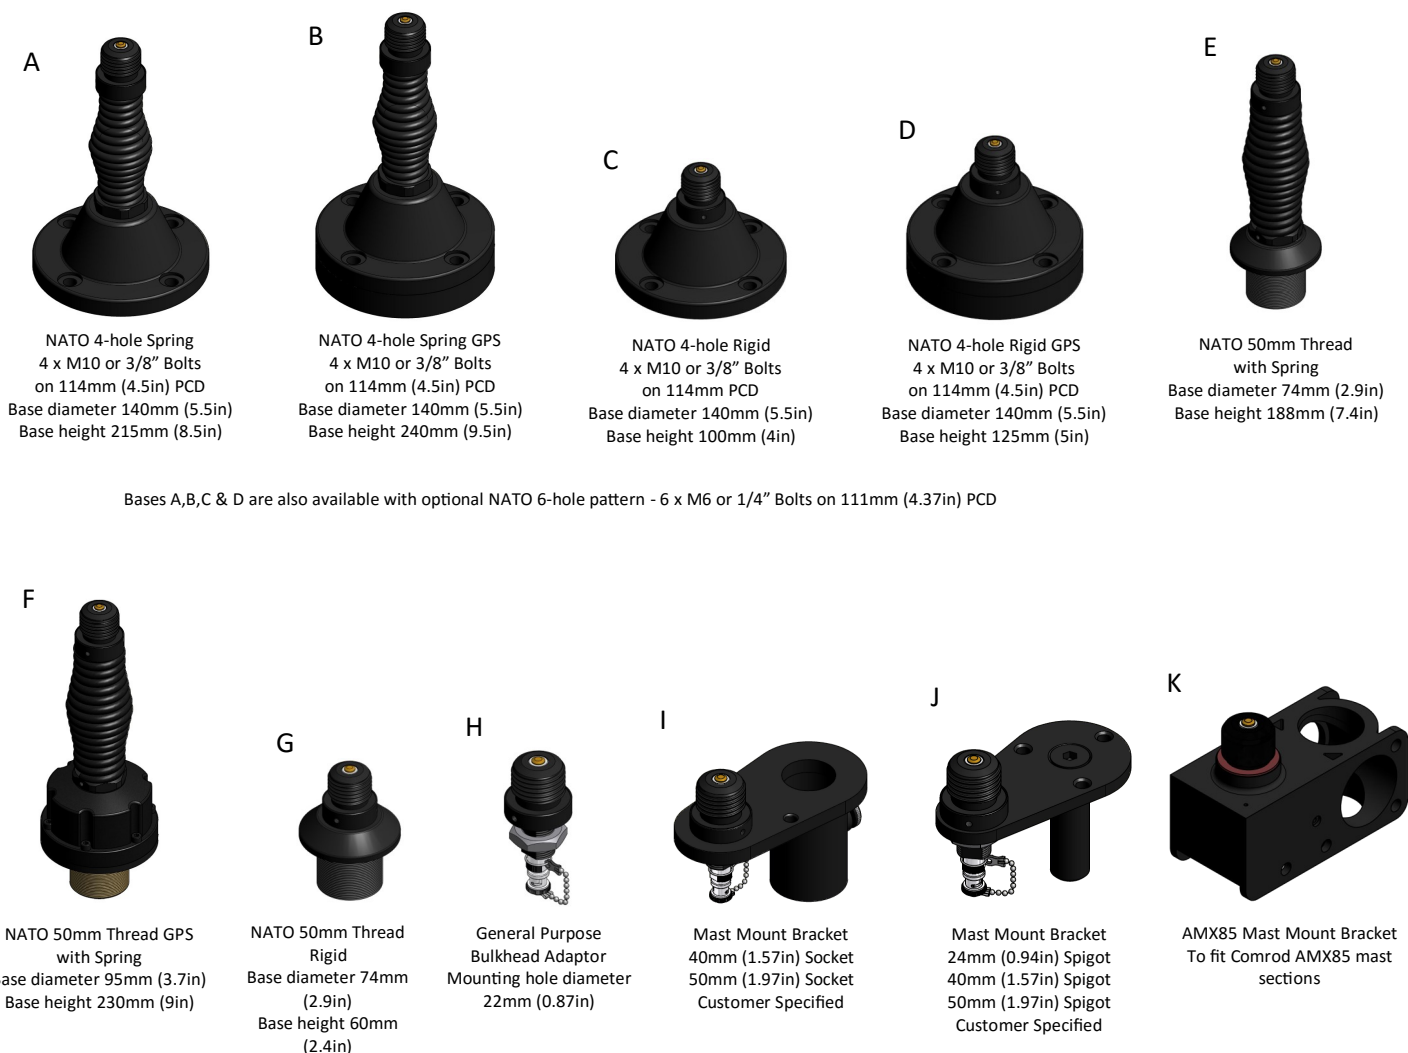 A
NATO 4-hole Spring
4 x M10 or 3/8” Bolts
on 114mm (4.5in) PCD
Base diameter 140mm (5.5in)
Base height 215mm (8.5in)
B
NATO 4-hole Spring GPS
4 x M10 or 3/8” Bolts
on 114mm (4.5in) PCD
Base diameter 140mm (5.5in)
Base height 240mm (9.5in)
C
NATO 4-hole Rigid
4 x M10 or 3/8” Bolts
on 114mm PCD
Base diameter 140mm (5.5in)
Base height 100mm (4in)
D
NATO 4-hole Rigid GPS
4 x M10 or 3/8” Bolts
on 114mm (4.5in) PCD
Base diameter 140mm (5.5in)
Base height 125mm (5in)
E
NATO 50mm Thread
with Spring
Base diameter 74mm (2.9in)
Base height 188mm (7.4in)
Bases A,B,C & D are also available with optional NATO 6-hole pattern - 6 x M6 or 1/4” Bolts on 111mm (4.37in) PCD
F
NATO 50mm Thread GPS
with Spring
ase diameter 95mm (3.7in)
Base height 230mm (9in)
G
NATO 50mm Thread
Rigid
Base diameter 74mm
(2.9in)
Base height 60mm
(2.4in)
H
General Purpose
Bulkhead Adaptor
Mounting hole diameter
22mm (0.87in)
I
Mast Mount Bracket
40mm (1.57in) Socket
50mm (1.97in) Socket
Customer Specified
J
Mast Mount Bracket
24mm (0.94in) Spigot
40mm (1.57in) Spigot
50mm (1.97in) Spigot
Customer Specified
K
AMX85 Mast Mount Bracket
To fit Comrod AMX85 mast
sections